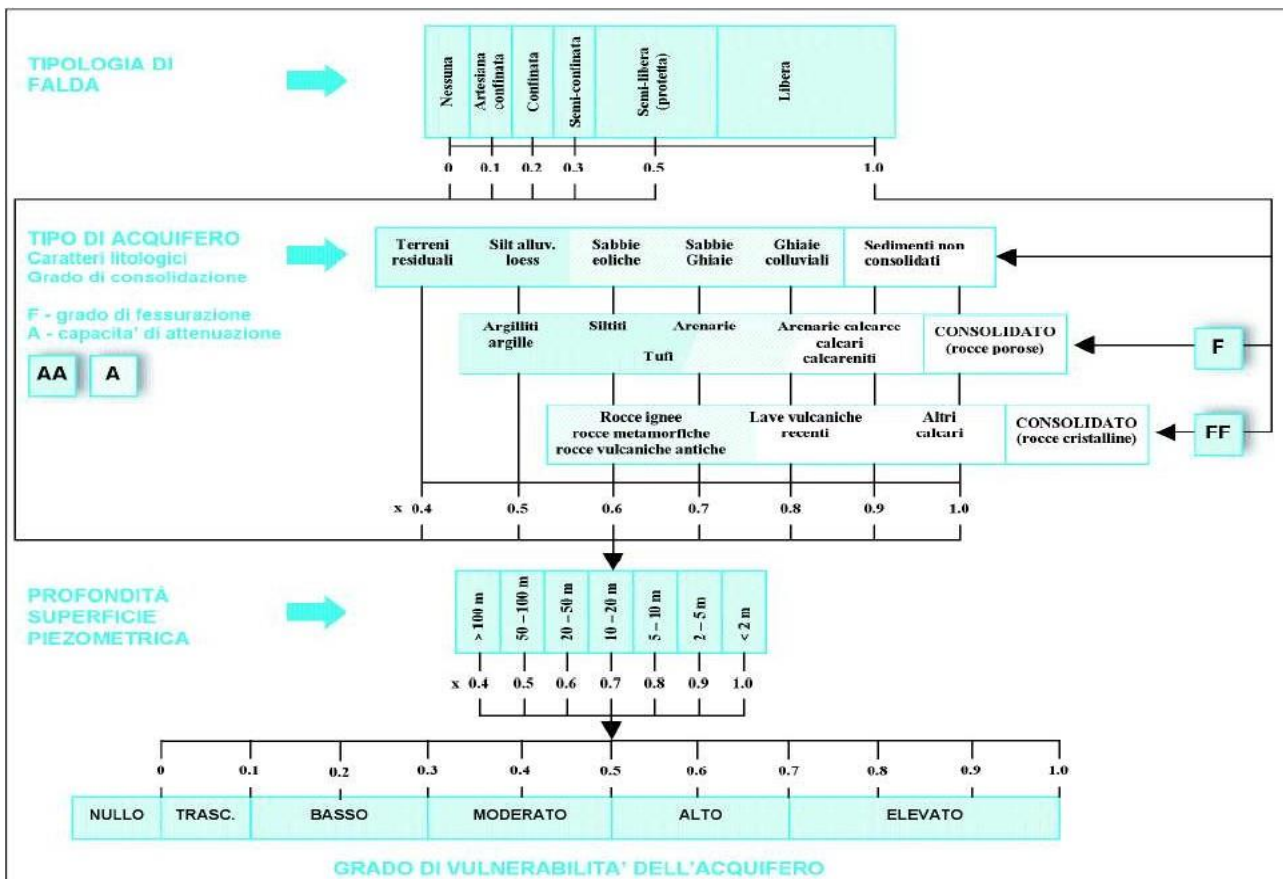 TIPOLOGIA DI
FALDA
Nessuna
Artesiana
confinata
Confinata
Semi-confinata
Semi-libera
(protetta)
Libera
0 0.1 0.2 0.3 0.5 1.0
TIPO DI ACQUIFERO
Caratteri litologici
Grado di consolidazione
F - grado di fessurazione
A - capacita' di attenuazione
AA A
Terreni
residuali
Silt alluv.
loess
Sabbie
eoliche
Sabbie
Ghiaie
Ghiaie
colluviali
Sedimenti non
consolidati
Argilliti
argille
Siltiti
Tufi
Arenarie
Arenarie calcaree
calcari
calcareniti
CONSOLIDATO
(rocce porose)
F
Rocce ignee
rocce metamorfiche
rocce vulcaniche antiche
Lave vulcaniche
recenti
Altri
calcari
CONSOLIDATO
(rocce cristalline)
FF
x 0.4 0.5 0.6 0.7 0.8 0.9 1.0
PROFONDITÀ
SUPERFICIE
PIEZOMETRICA
> 100 m
50 – 100 m
20 – 50 m
10 – 20 m
5 – 10 m
2 – 5 m
< 2 m
x 0.4 0.5 0.6 0.7 0.8 0.9 1.0
0 0.1 0.2 0.3 0.4 0.5 0.6 0.7 0.8 0.9 1.0
NULLO TRASC. BASSO MODERATO ALTO ELEVATO
GRADO DI VULNERABILITA' DELL'ACQUIFERO